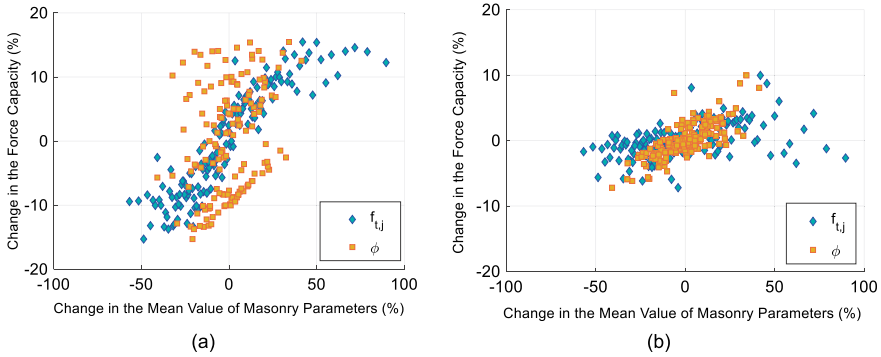 20
10
0
-10
-20
-100
-50
0
50
100
Change in the Force Capacity (%)
Change in the Mean Value of Masonry Parameters (%)
f_{t,j}
ϕ
(a)
20
10
0
-10
-20
-100
-50
0
50
100
Change in the Force Capacity (%)
Change in the Mean Value of Masonry Parameters (%)
f_{t,j}
ϕ
(b)